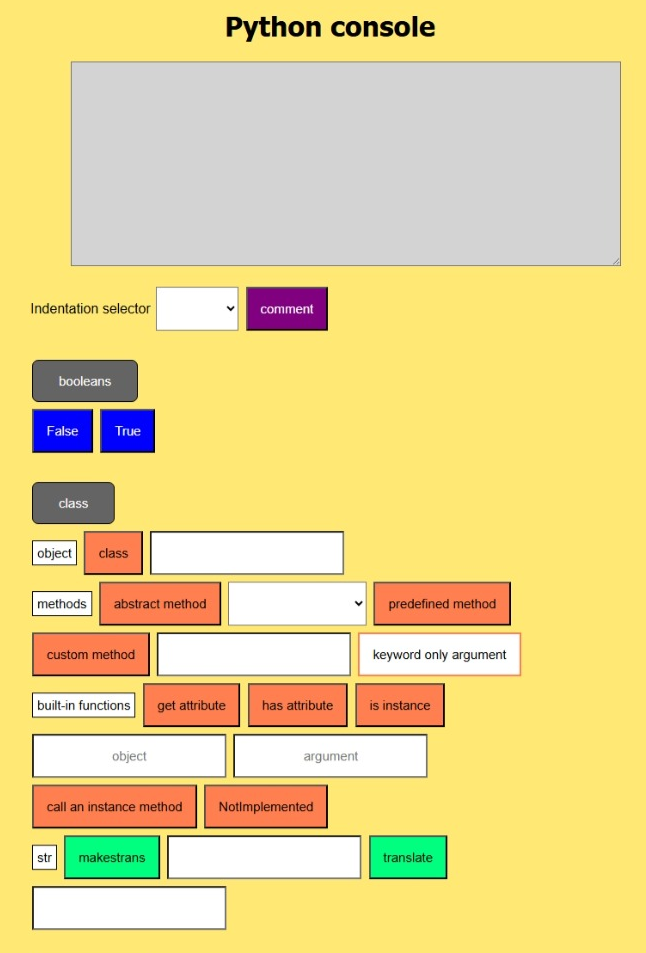 Python console
Indentation selector comment
booleans
False True
class
object class
methods abstract method predefined method
custom method keyword only argument
built-in functions get attribute has attribute is instance
object argument
call an instance method NotImplemented
str makestrans translate